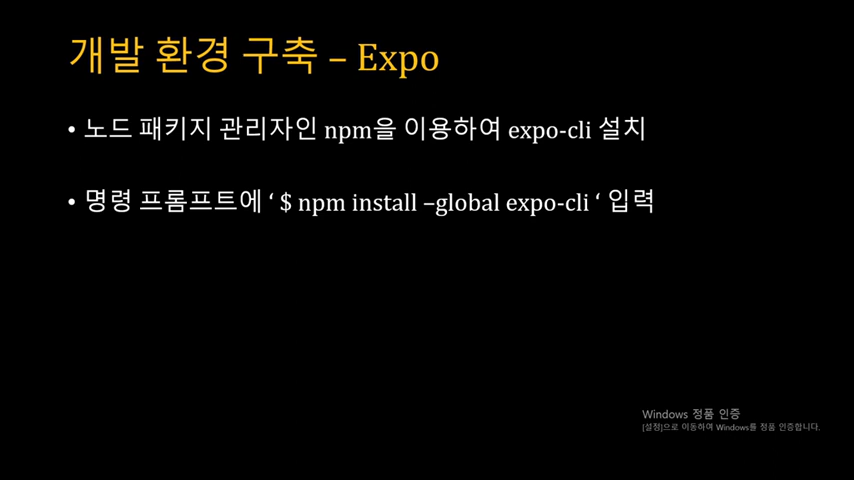 개발 환경 구축 – Expo
• 노드 패키지 관리자인 npm을 이용하여 expo-cli 설치
• 명령 프롬프트에 ‘ $ npm install –global expo-cli ‘ 입력
Windows 정품 인증
[설정]으로 이동하여 Windows를 정품 인증합니다.